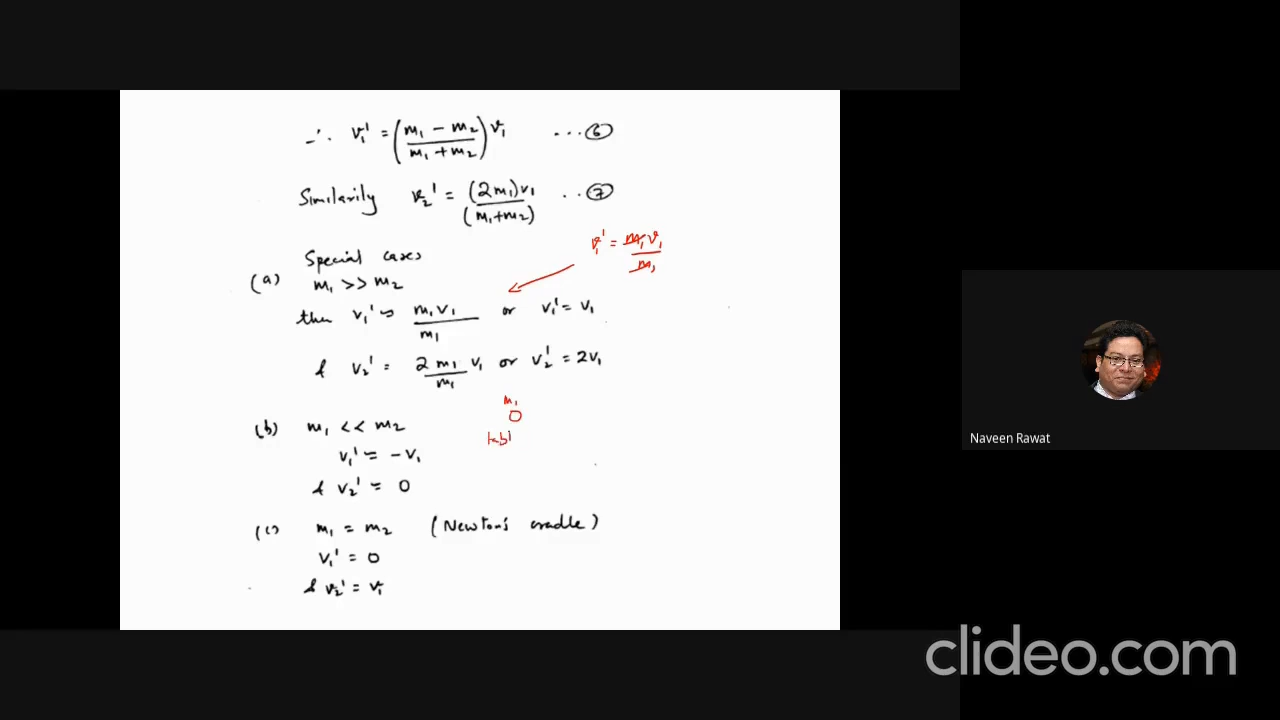 ∴ v₁' = (m₁ − m₂ / m₁ + m₂) v₁ ... ⑥
Similarily v₂' = (2m₁)v₁ / (m₁+m₂) .. ⑦
v₁' = m₁v₁ / m₁
Special cases
(a) m₁ >> m₂
then v₁' ≈ m₁v₁ / m₁ or v₁' = v₁
& v₂' = 2m₁ / m₁ v₁ or v₂' = 2v₁
m₁
(b) m₁ << m₂
v₁' ≈ −v₁
& v₂' ≈ 0
(c) m₁ = m₂ (Newton's cradle)
v₁' = 0
& v₂' = v₁
Naveen Rawat
clideo.com